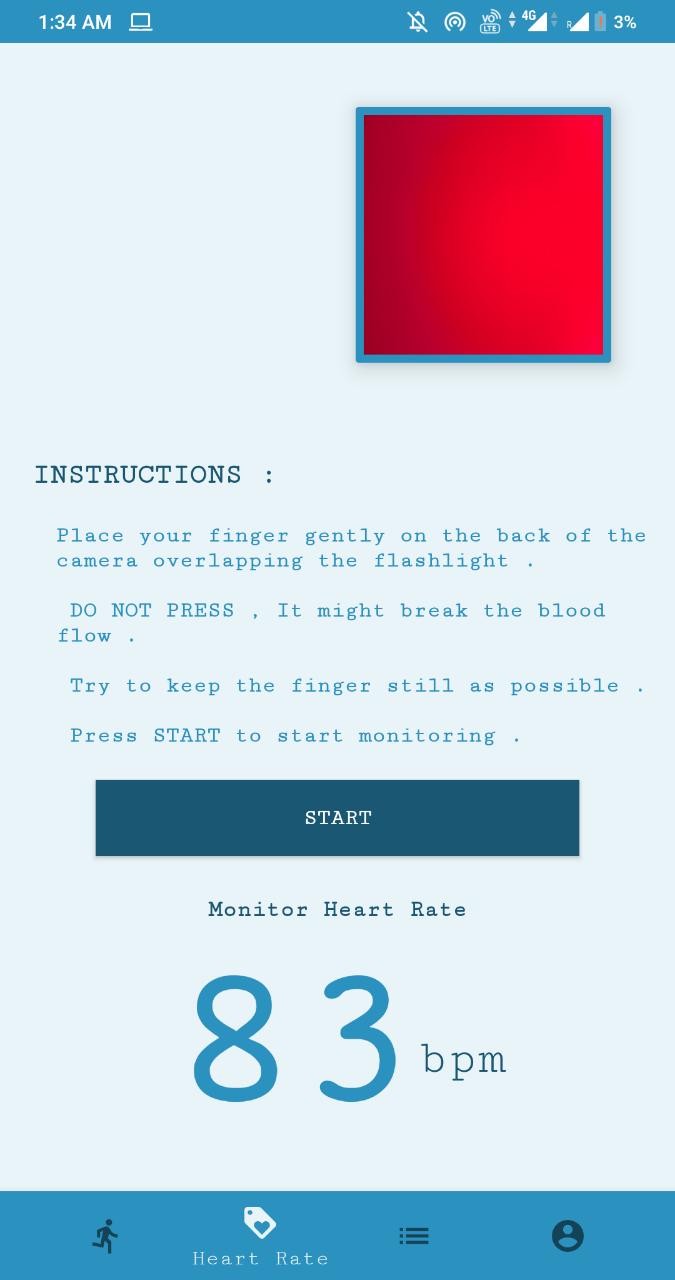 1:34 AM
VO
LTE
4G
R
3%
INSTRUCTIONS :
Place your finger gently on the back of the
camera overlapping the flashlight .
DO NOT PRESS , It might break the blood
flow .
Try to keep the finger still as possible .
Press START to start monitoring .
START
Monitor Heart Rate
83 bpm
Heart Rate